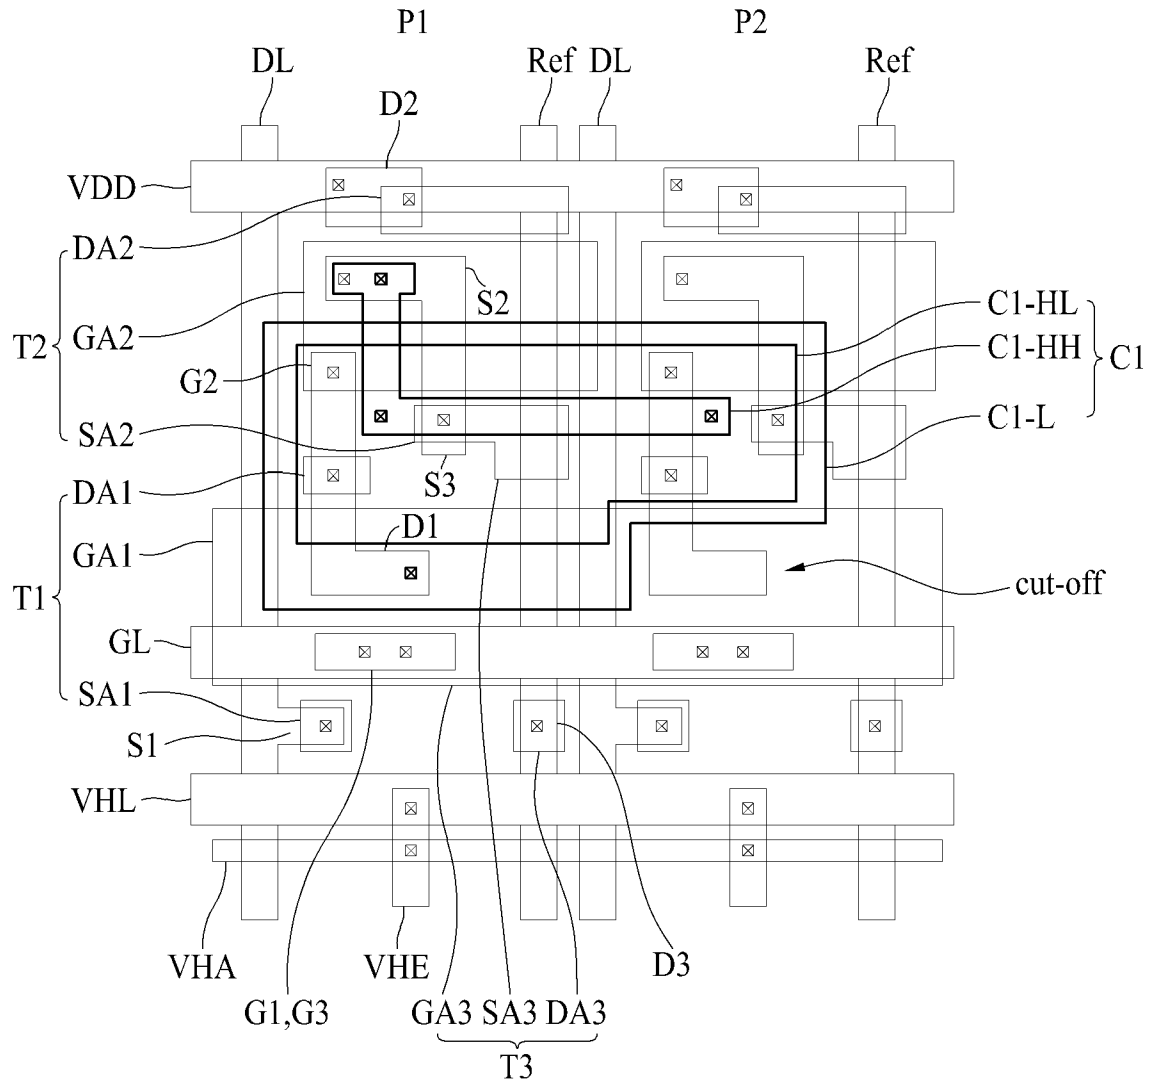 P1 P2
DL Ref DL Ref
D2
VDD
DA2
S2
C1-HL
GA2
T2
C1-HH
C1
G2
C1-L
SA2
S3
DA1
D1
GA1
cut-off
T1
GL
SA1
S1
VHL
VHA VHE D3
G1,G3 GA3 SA3 DA3
T3